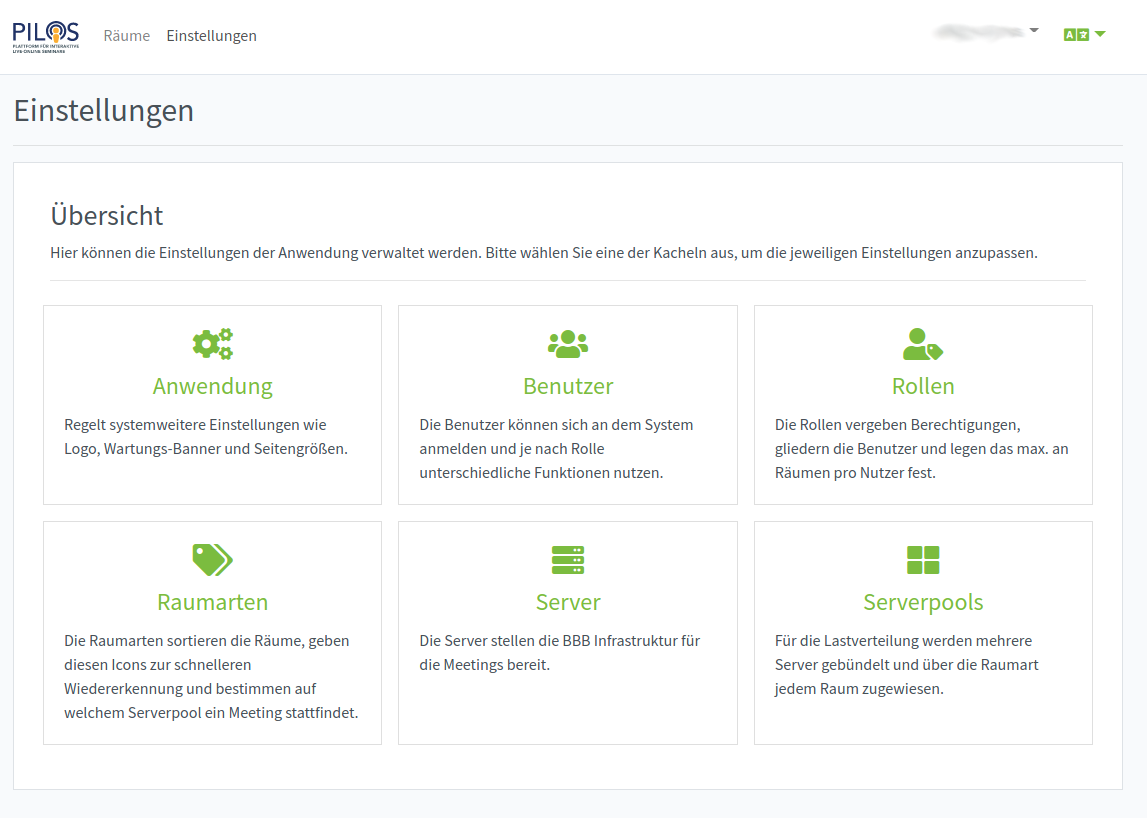 PILOS
PLATTFORM FÜR INTERAKTIVE
LIVE-ONLINE SEMINARE
Räume
Einstellungen
A
Einstellungen
Übersicht
Hier können die Einstellungen der Anwendung verwaltet werden. Bitte wählen Sie eine der Kacheln aus, um die jeweiligen Einstellungen anzupassen.
Anwendung
Regelt systemweitere Einstellungen wie
Logo, Wartungs-Banner und Seitengrößen.
Benutzer
Die Benutzer können sich an dem System
anmelden und je nach Rolle
unterschiedliche Funktionen nutzen.
Rollen
Die Rollen vergeben Berechtigungen,
gliedern die Benutzer und legen das max. an
Räumen pro Nutzer fest.
Raumarten
Die Raumarten sortieren die Räume, geben
diesen Icons zur schnelleren
Wiedererkennung und bestimmen auf
welchem Serverpool ein Meeting stattfindet.
Server
Die Server stellen die BBB Infrastruktur für
die Meetings bereit.
Serverpools
Für die Lastverteilung werden mehrere
Server gebündelt und über die Raumart
jedem Raum zugewiesen.